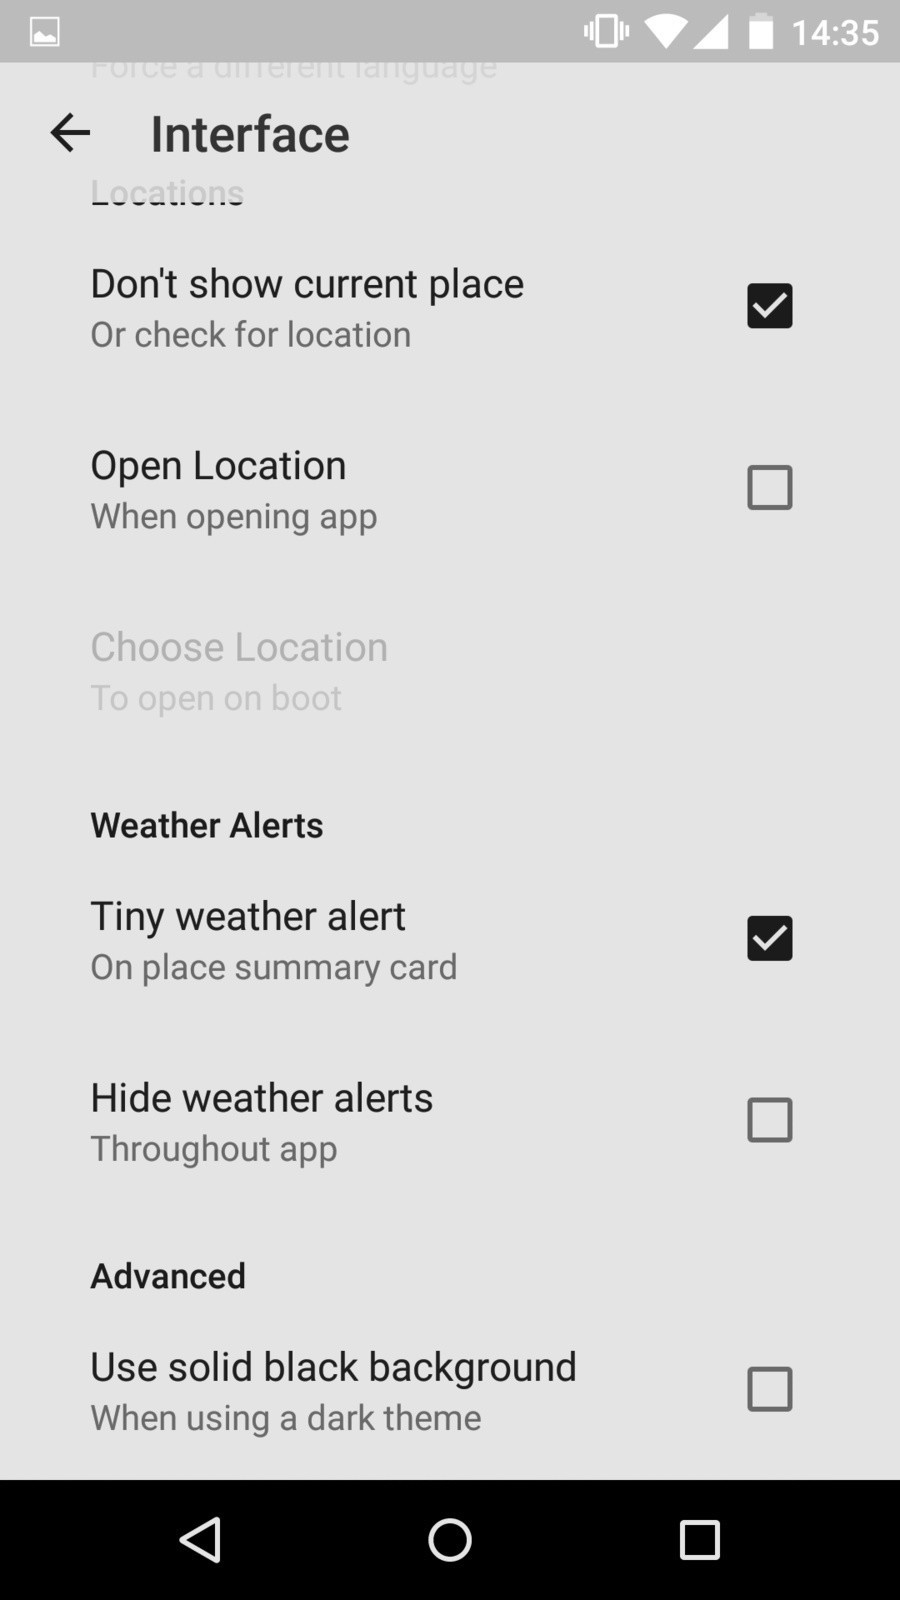 14:35
Force a different language
Interface
Locations
Don't show current place
Or check for location
Open Location
When opening app
Choose Location
To open on boot
Weather Alerts
Tiny weather alert
On place summary card
Hide weather alerts
Throughout app
Advanced
Use solid black background
When using a dark theme